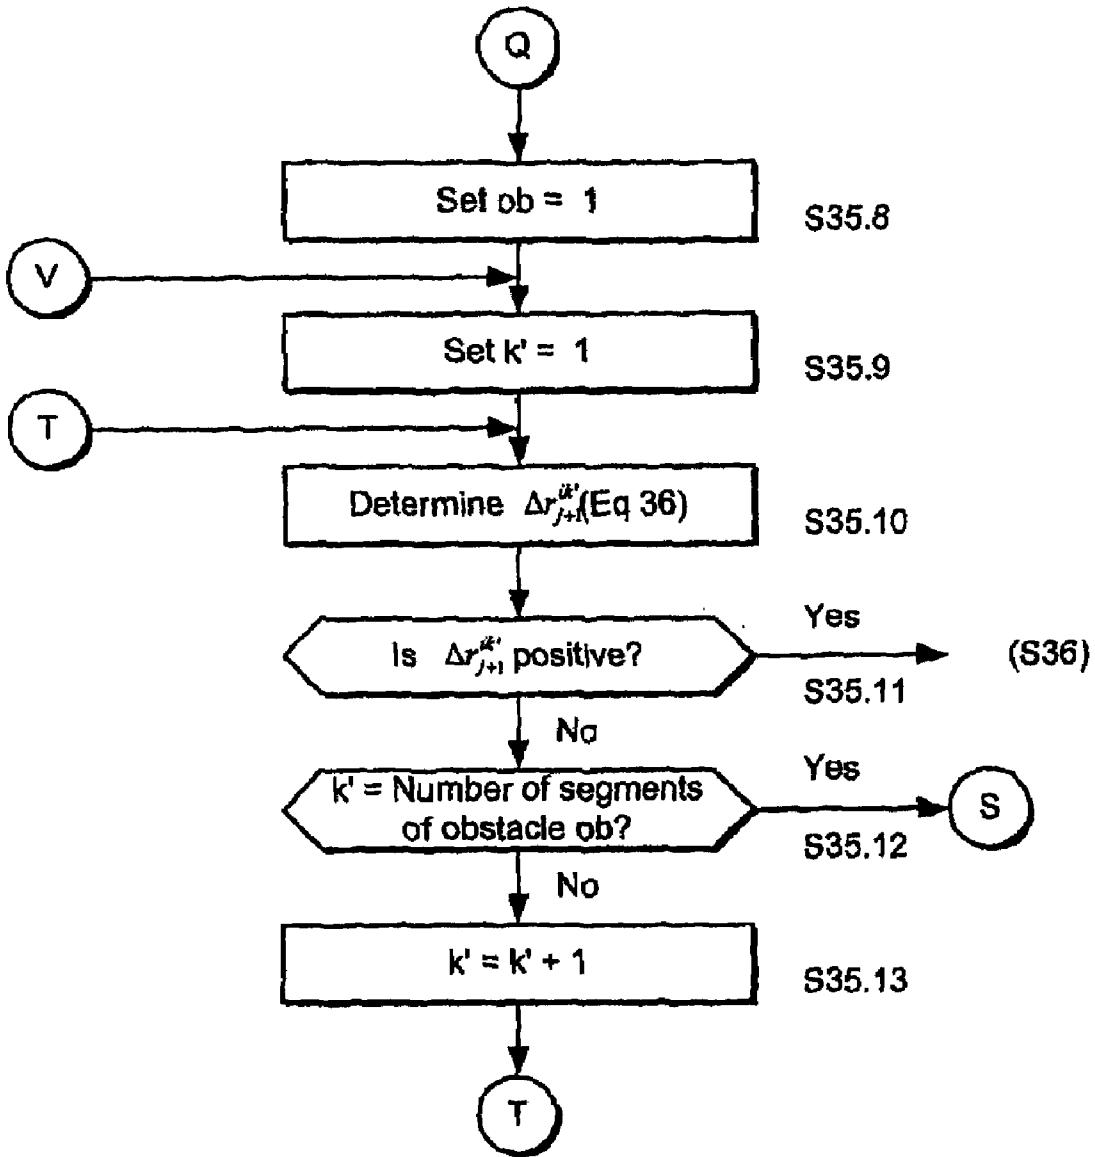 Q
Set ob = 1
S35.8
V
Set k' = 1
S35.9
T
Determine Δr_{j+1}^{ik'}(Eq 36)
S35.10
Yes
Is Δr_{j+1}^{ik'} positive?
(S36)
S35.11
No
Yes
k' = Number of segments
of obstacle ob?
S
S35.12
No
k' = k' + 1
S35.13
T